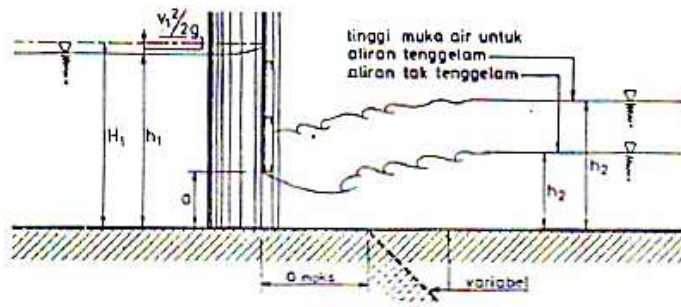 v₁²/2g
tinggi muka air untuk
aliran tenggelam
aliran tak tenggelam
H₁
h₁
a
h₂
h₂
a maks
variabel